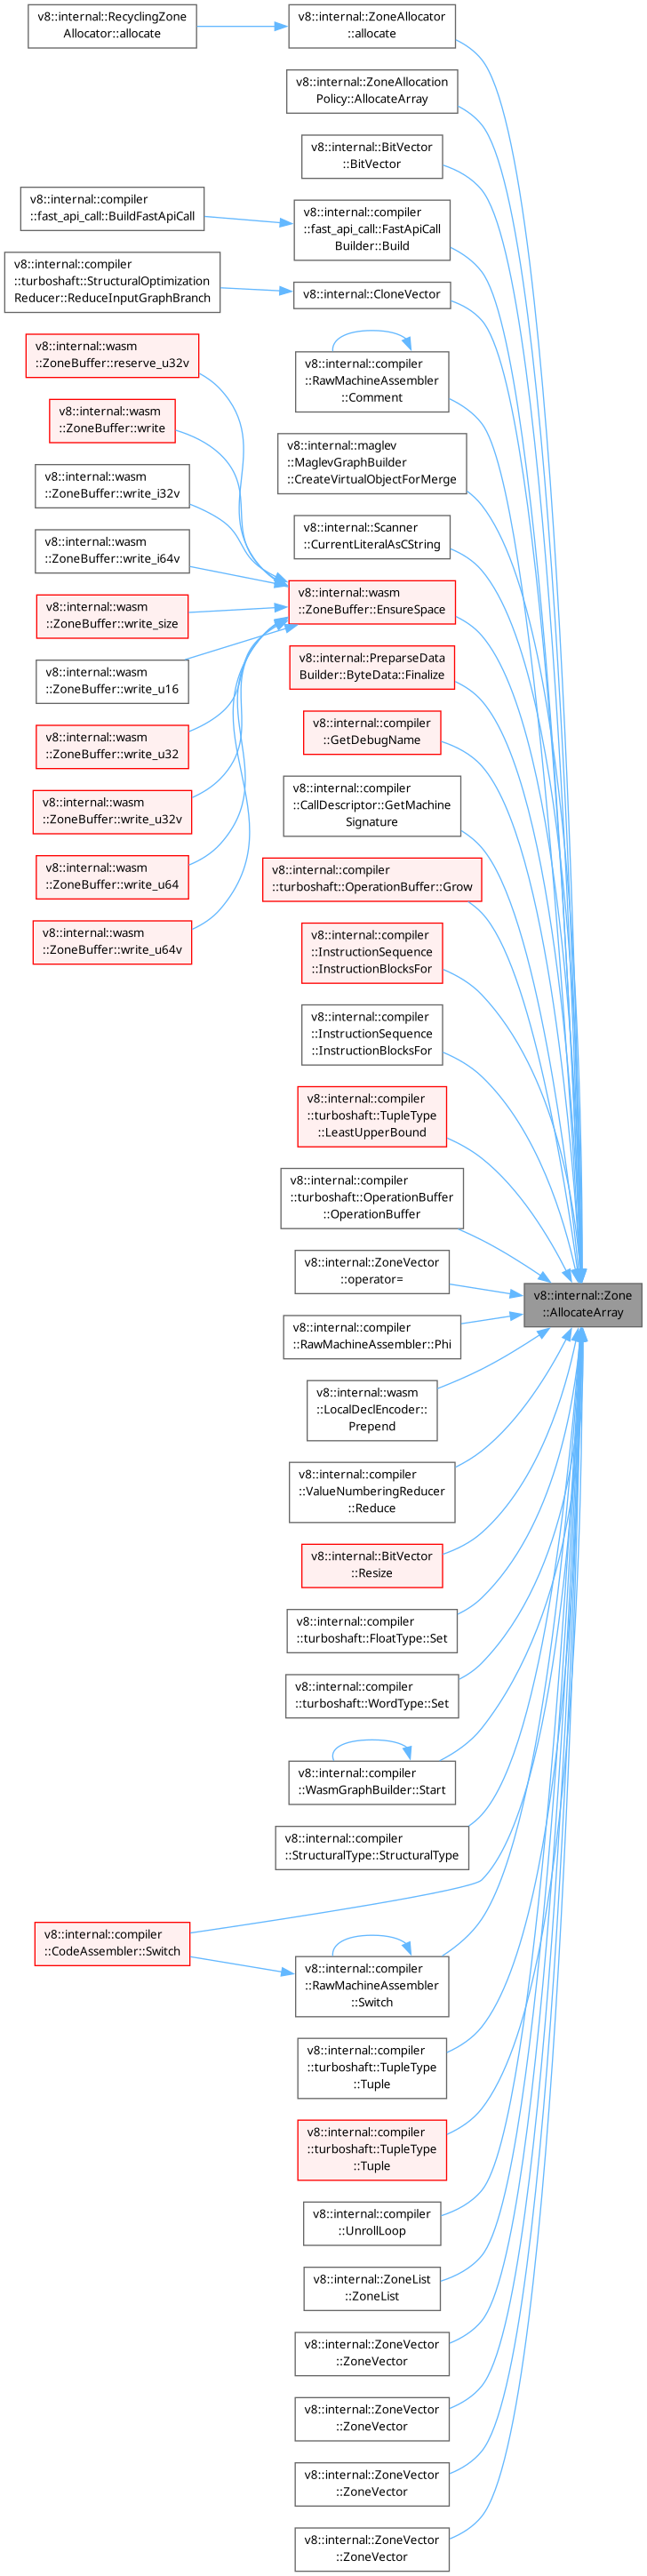 v8::internal::RecyclingZone
Allocator::allocate
v8::internal::ZoneAllocator
::allocate
v8::internal::ZoneAllocation
Policy::AllocateArray
v8::internal::BitVector
::BitVector
v8::internal::compiler
::fast_api_call::BuildFastApiCall
v8::internal::compiler
::fast_api_call::FastApiCall
Builder::Build
v8::internal::compiler
::turboshaft::StructuralOptimization
Reducer::ReduceInputGraphBranch
v8::internal::CloneVector
v8::internal::wasm
::ZoneBuffer::reserve_u32v
v8::internal::compiler
::RawMachineAssembler
::Comment
v8::internal::wasm
::ZoneBuffer::write
v8::internal::maglev
::MaglevGraphBuilder
::CreateVirtualObjectForMerge
v8::internal::wasm
::ZoneBuffer::write_i32v
v8::internal::Scanner
::CurrentLiteralAsCString
v8::internal::wasm
::ZoneBuffer::write_i64v
v8::internal::wasm
::ZoneBuffer::EnsureSpace
v8::internal::wasm
::ZoneBuffer::write_size
v8::internal::PreparseData
Builder::ByteData::Finalize
v8::internal::wasm
::ZoneBuffer::write_u16
v8::internal::compiler
::GetDebugName
v8::internal::wasm
::ZoneBuffer::write_u32
v8::internal::compiler
::CallDescriptor::GetMachine
Signature
v8::internal::wasm
::ZoneBuffer::write_u32v
v8::internal::compiler
::turboshaft::OperationBuffer::Grow
v8::internal::wasm
::ZoneBuffer::write_u64
v8::internal::compiler
::InstructionSequence
::InstructionBlocksFor
v8::internal::wasm
::ZoneBuffer::write_u64v
v8::internal::compiler
::InstructionSequence
::InstructionBlocksFor
v8::internal::compiler
::turboshaft::TupleType
::LeastUpperBound
v8::internal::compiler
::turboshaft::OperationBuffer
::OperationBuffer
v8::internal::ZoneVector
::operator=
v8::internal::Zone
::AllocateArray
v8::internal::compiler
::RawMachineAssembler::Phi
v8::internal::wasm
::LocalDeclEncoder::
Prepend
v8::internal::compiler
::ValueNumberingReducer
::Reduce
v8::internal::BitVector
::Resize
v8::internal::compiler
::turboshaft::FloatType::Set
v8::internal::compiler
::turboshaft::WordType::Set
v8::internal::compiler
::WasmGraphBuilder::Start
v8::internal::compiler
::StructuralType::StructuralType
v8::internal::compiler
::CodeAssembler::Switch
v8::internal::compiler
::RawMachineAssembler
::Switch
v8::internal::compiler
::turboshaft::TupleType
::Tuple
v8::internal::compiler
::turboshaft::TupleType
::Tuple
v8::internal::compiler
::UnrollLoop
v8::internal::ZoneList
::ZoneList
v8::internal::ZoneVector
::ZoneVector
v8::internal::ZoneVector
::ZoneVector
v8::internal::ZoneVector
::ZoneVector
v8::internal::ZoneVector
::ZoneVector